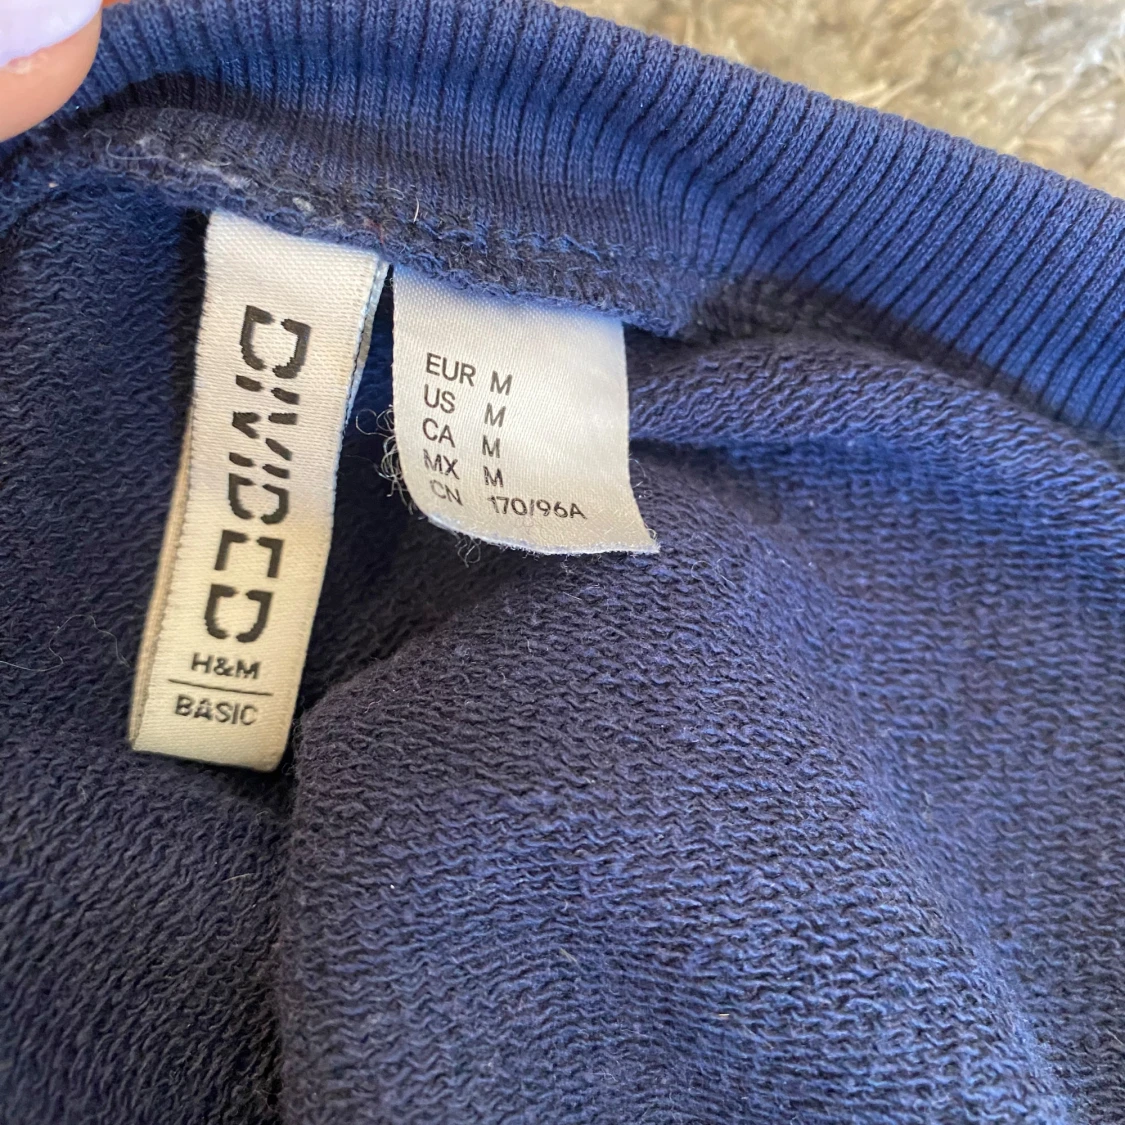 DIVIDED
H&M
BASIC
EUR M
US M
CA M
MX M
CN 170/96A